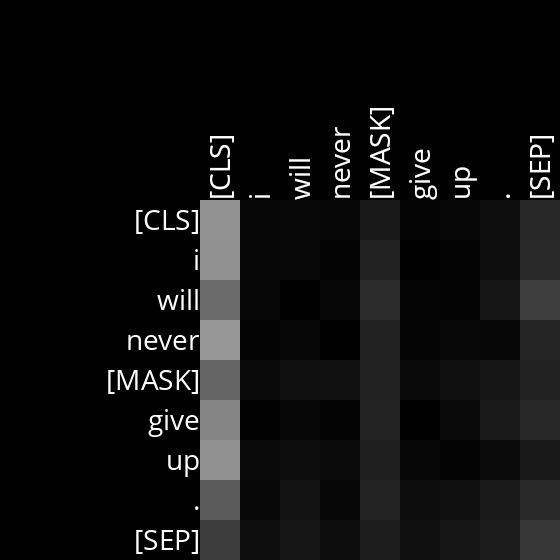 [CLS] i will never [MASK] give up . [SEP]
[CLS]
i
will
never
[MASK]
give
up
.
[SEP]